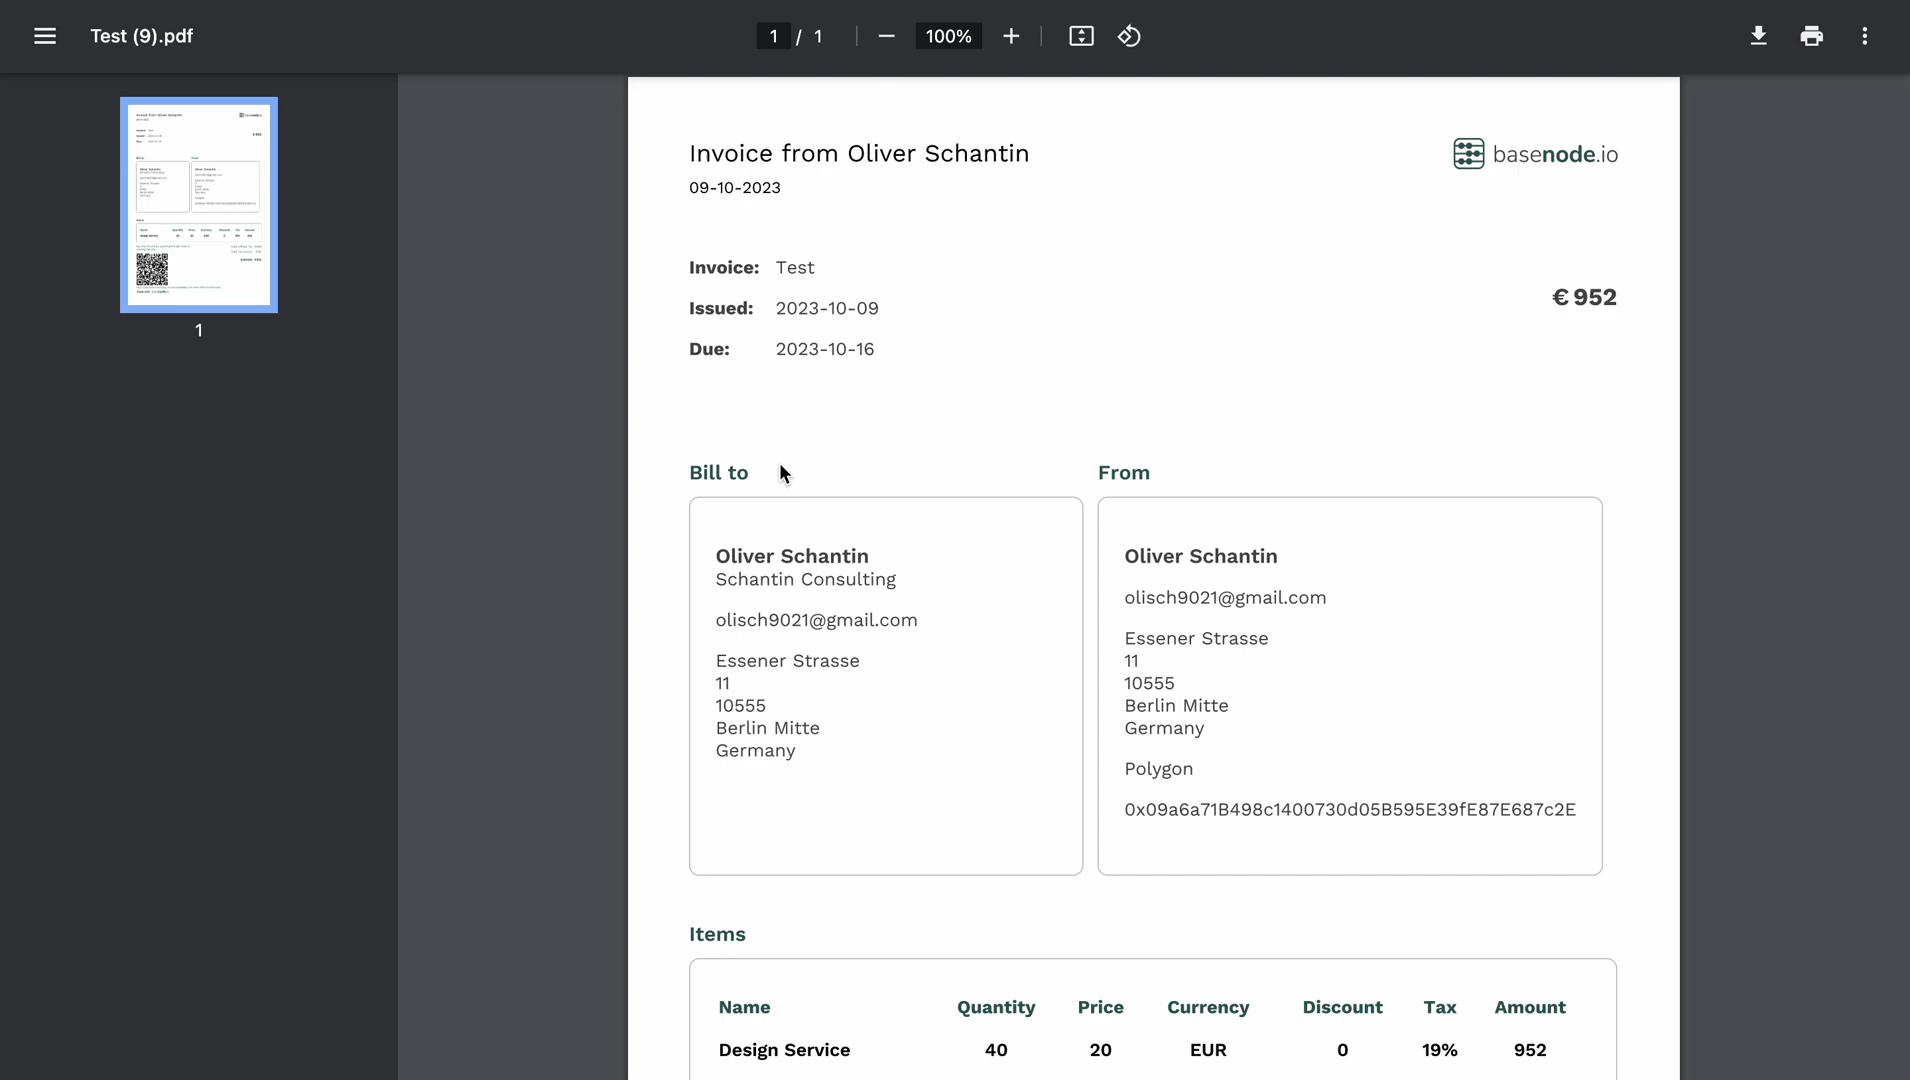 Test (9).pdf
1 / 1
100%
1
Invoice from Oliver Schantin
09-10-2023
basenode.io
Invoice: Test
Issued: 2023-10-09
Due: 2023-10-16
€ 952
Bill to
Oliver Schantin
Schantin Consulting
olisch9021@gmail.com
Essener Strasse
11
10555
Berlin Mitte
Germany
From
Oliver Schantin
olisch9021@gmail.com
Essener Strasse
11
10555
Berlin Mitte
Germany
Polygon
0x09a6a71B498c1400730d05B595E39fE87E687c2E
Items
Name Quantity Price Currency Discount Tax Amount
Design Service 40 20 EUR 0 19% 952